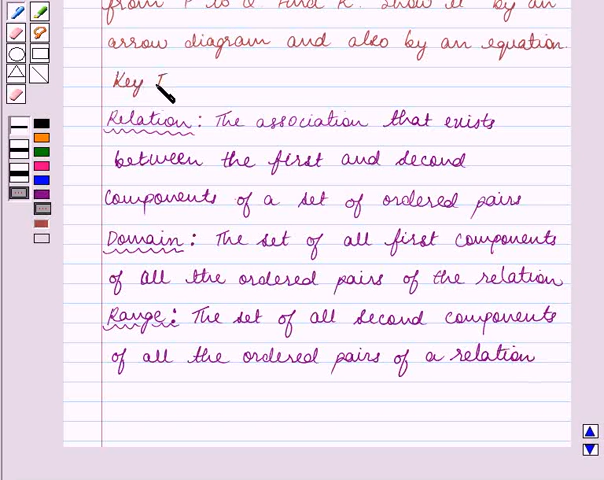 from P to Q. Find R. Show it by an
arrow diagram and also by an equation.
Key I
Relation: The association that exists
between the first and second
components of a set of ordered pairs
Domain: The set of all first components
of all the ordered pairs of the relation
Range: The set of all second components
of all the ordered pairs of a relation